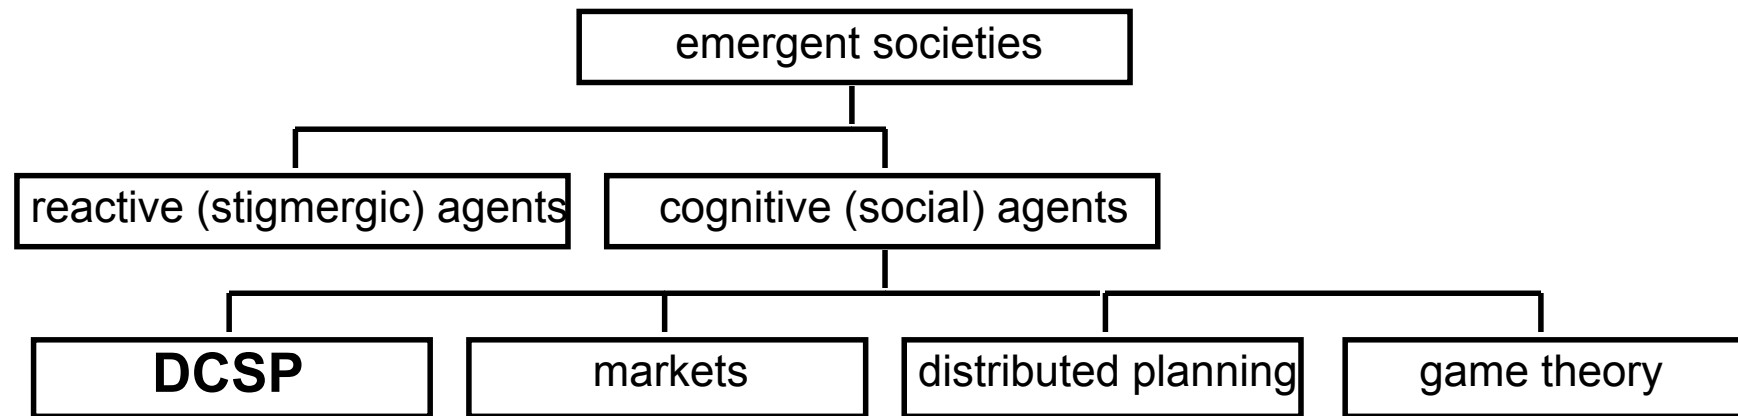 emergent societies
reactive (stigmergic) agents
cognitive (social) agents
DCSP
markets
distributed planning
game theory